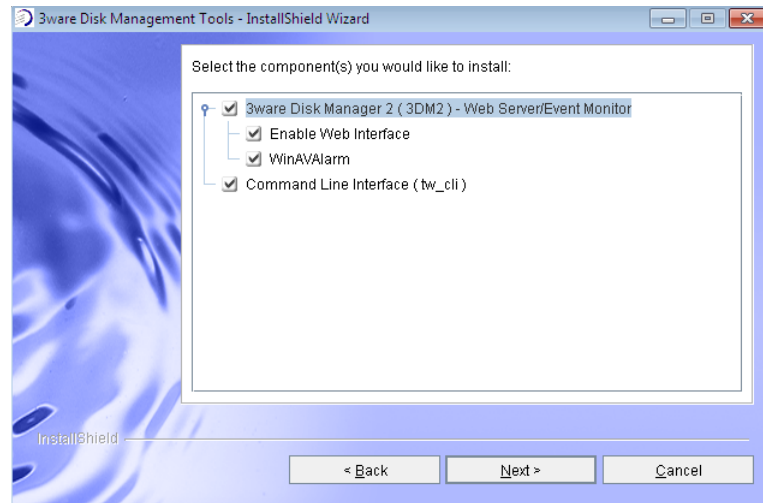 3ware Disk Management Tools - InstallShield Wizard
Select the component(s) you would like to install:
3ware Disk Manager 2 ( 3DM2 ) - Web Server/Event Monitor
Enable Web Interface
WinAVAlarm
Command Line Interface ( tw_cli )
InstallShield
< Back Next > Cancel